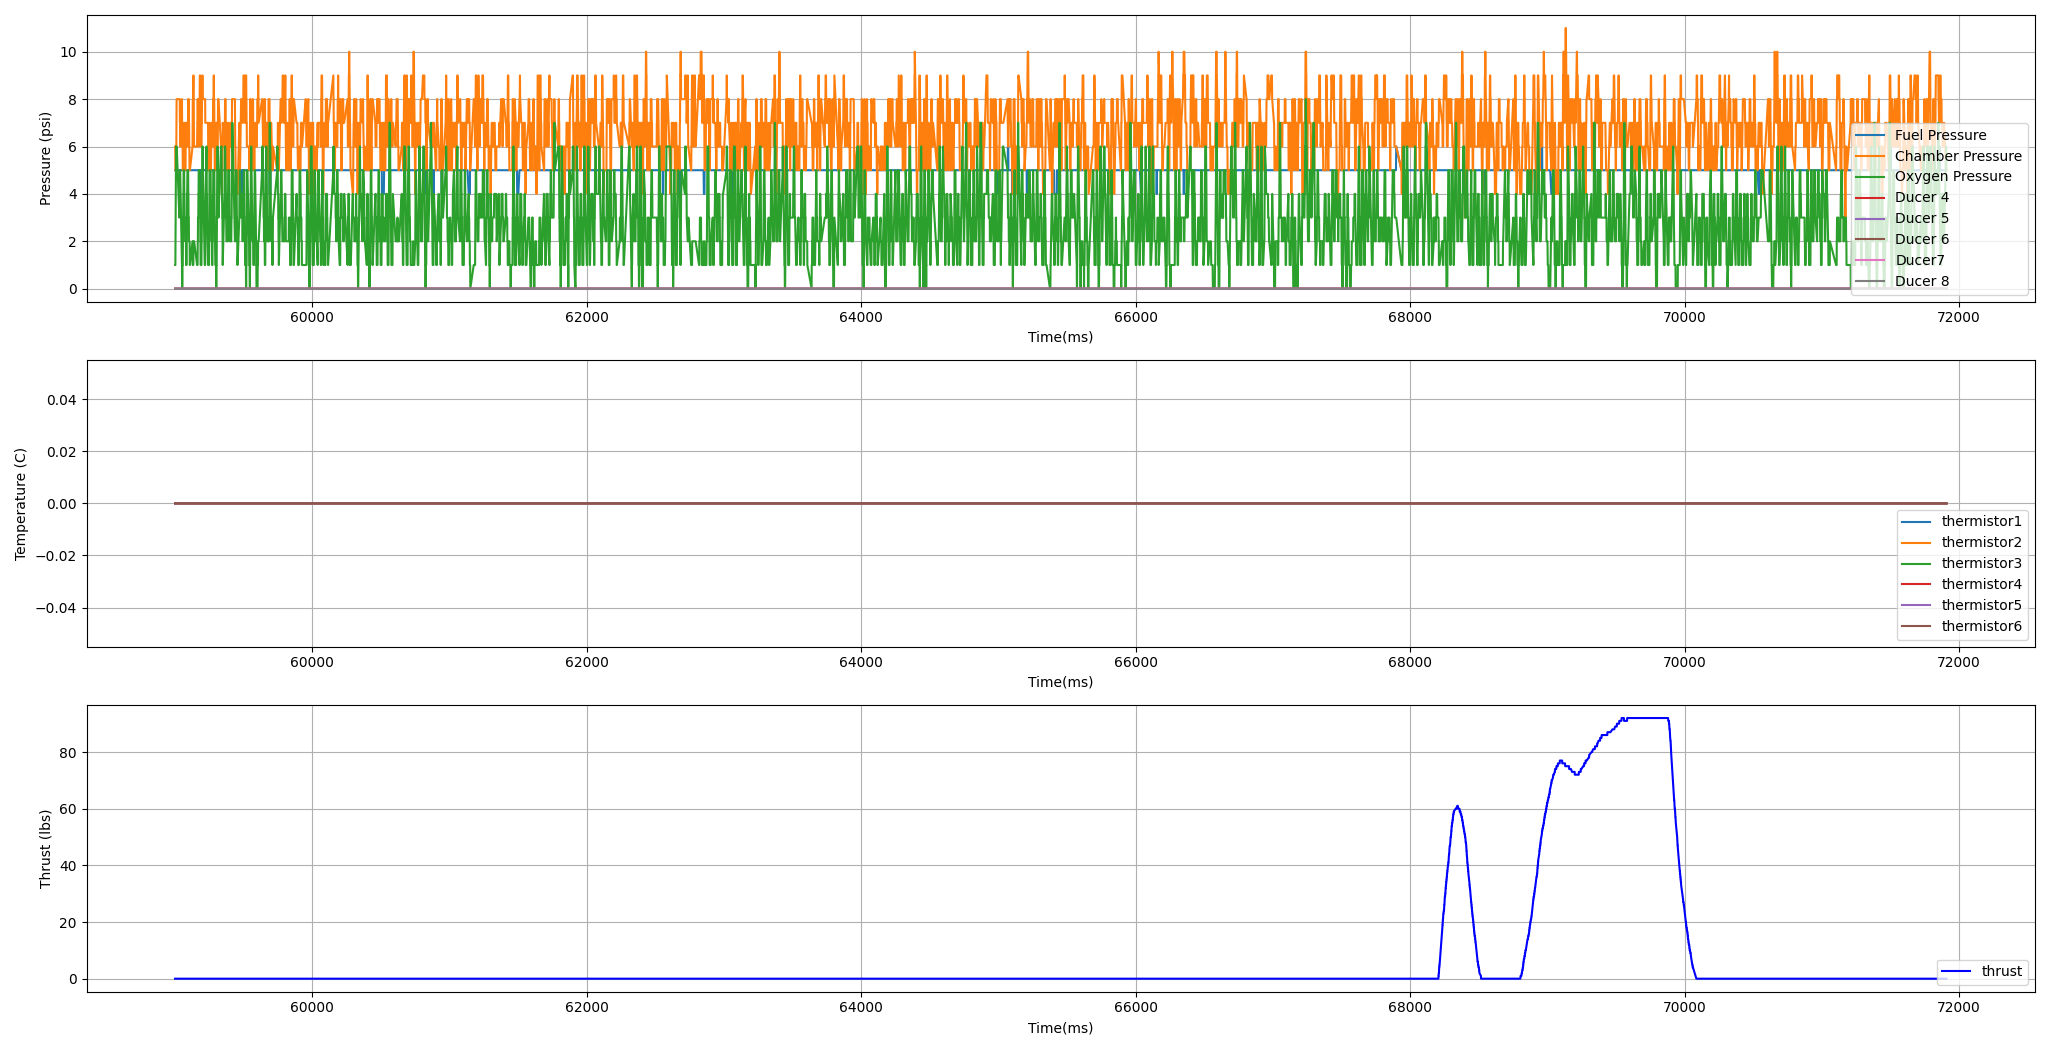 10
8
6
4
2
0
Pressure (psi)
Fuel Pressure
Chamber Pressure
Oxygen Pressure
Ducer 4
Ducer 5
Ducer 6
Ducer7
Ducer 8
60000 62000 64000 66000 68000 70000 72000
Time(ms)
0.04
0.02
0.00
−0.02
−0.04
Temperature (C)
thermistor1
thermistor2
thermistor3
thermistor4
thermistor5
thermistor6
60000 62000 64000 66000 68000 70000 72000
Time(ms)
80
60
40
20
0
Thrust (lbs)
thrust
60000 62000 64000 66000 68000 70000 72000
Time(ms)